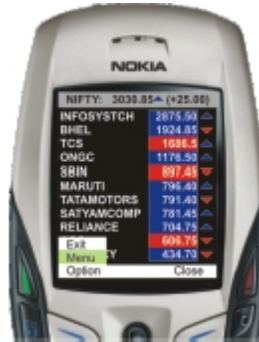 NOKIA
NIFTY: 3030.85 (+25.00)
INFOSYSTCH 2875.50
BHEL 1924.85
TCS 1686.5
ONGC 1176.50
SBIN 897.45
MARUTI 796.40
TATAMOTORS 791.40
SATYAMCOMP 781.45
RELIANCE 704.75
Exit 606.75
Menu 434.70
Option Close